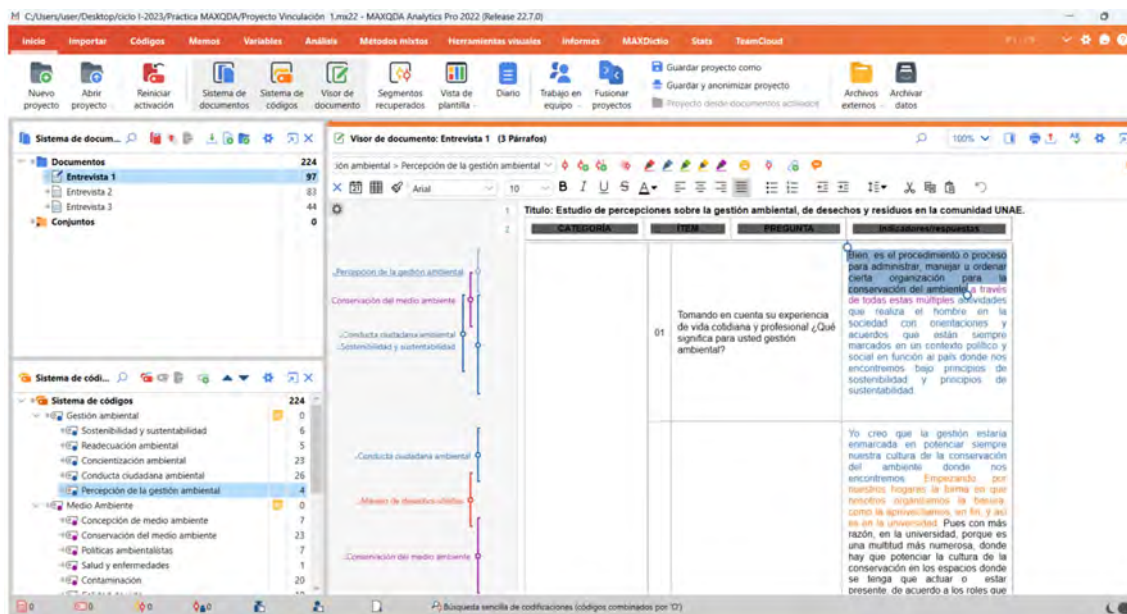 C:/Users/user/Desktop/ciclo I-2023/Practica MAXQDA/Proyecto Vinculación 1.mx22 - MAXQDA Analytics Pro 2022 (Release 22.7.0)
Inicio Importar Códigos Memos Variables Análisis Métodos mixtos Herramientas visuales Informes MAXDictio Stats TeamCloud
Nuevo proyecto
Abrir proyecto
Reiniciar activación
Sistema de documentos
Sistema de códigos
Visor de documento
Segmentos recuperados
Vista de plantilla
Diario
Trabajo en equipo
Fusionar proyectos
Guardar proyecto como
Guardar y anonimizar proyecto
Proyecto desde documentos activados
Archivos externos
Archivar datos
Sistema de docum...
Documentos 224
Entrevista 1 97
Entrevista 2 83
Entrevista 3 44
Conjuntos 0
Sistema de códi...
Sistema de códigos 224
Gestión ambiental 0
Sostenibilidad y sustentabilidad 6
Readecuación ambiental 5
Concientización ambiental 23
Conducta ciudadana ambiental 26
Percepción de la gestión ambiental 4
Medio Ambiente 0
Concepción de medio ambiente 7
Conservación del medio ambiente 23
Políticas ambientalistas 7
Salud y enfermedades 1
Contaminación 20
Visor de documento: Entrevista 1 (3 Párrafos)
100%
ión ambiental > Percepción de la gestión ambiental
Arial 10 B I U S A
1 Título: Estudio de percepciones sobre la gestión ambiental, de desechos y residuos en la comunidad UNAE.
2 CATEGORÍA ÍTEM PREGUNTA Indicadores/respuestas
..Percepción de la gestión ambiental
Conservación del medio ambiente
..Conducta ciudadana ambiental
..Sostenibilidad y sustentabilidad
..Conducta ciudadana ambiental
..Conservación del medio ambiente
01
Tomando en cuenta su experiencia
de vida cotidiana y profesional ¿Qué
significa para usted gestión
ambiental?
Bien, es el procedimiento o proceso
para administrar, manejar u ordenar
cierta organización para la
conservación del ambiente a través
de todas estas múltiples actividades
que realiza el hombre en la
sociedad con orientaciones y
acuerdos que están siempre
marcados en un contexto político y
social en función al país donde nos
encontremos bajo principios de
sostenibilidad y principios de
sustentabilidad
Yo creo que la gestión estaría
enmarcada en potenciar siempre
nuestra cultura de la conservación
del ambiente donde nos
encontremos Empezando por
nuestros hogares la forma en que
nosotros organizamos la basura,
como la aprovechamos, en fin, y así
es en la universidad. Pues con más
razón, en la universidad, porque es
una multitud más numerosa, donde
hay que potenciar la cultura de la
conservación en los espacios donde
se tenga que actuar o estar
presente, de acuerdo a los roles que
0 0 0 0
Búsqueda sencilla de codificaciones (códigos combinados por 'O')